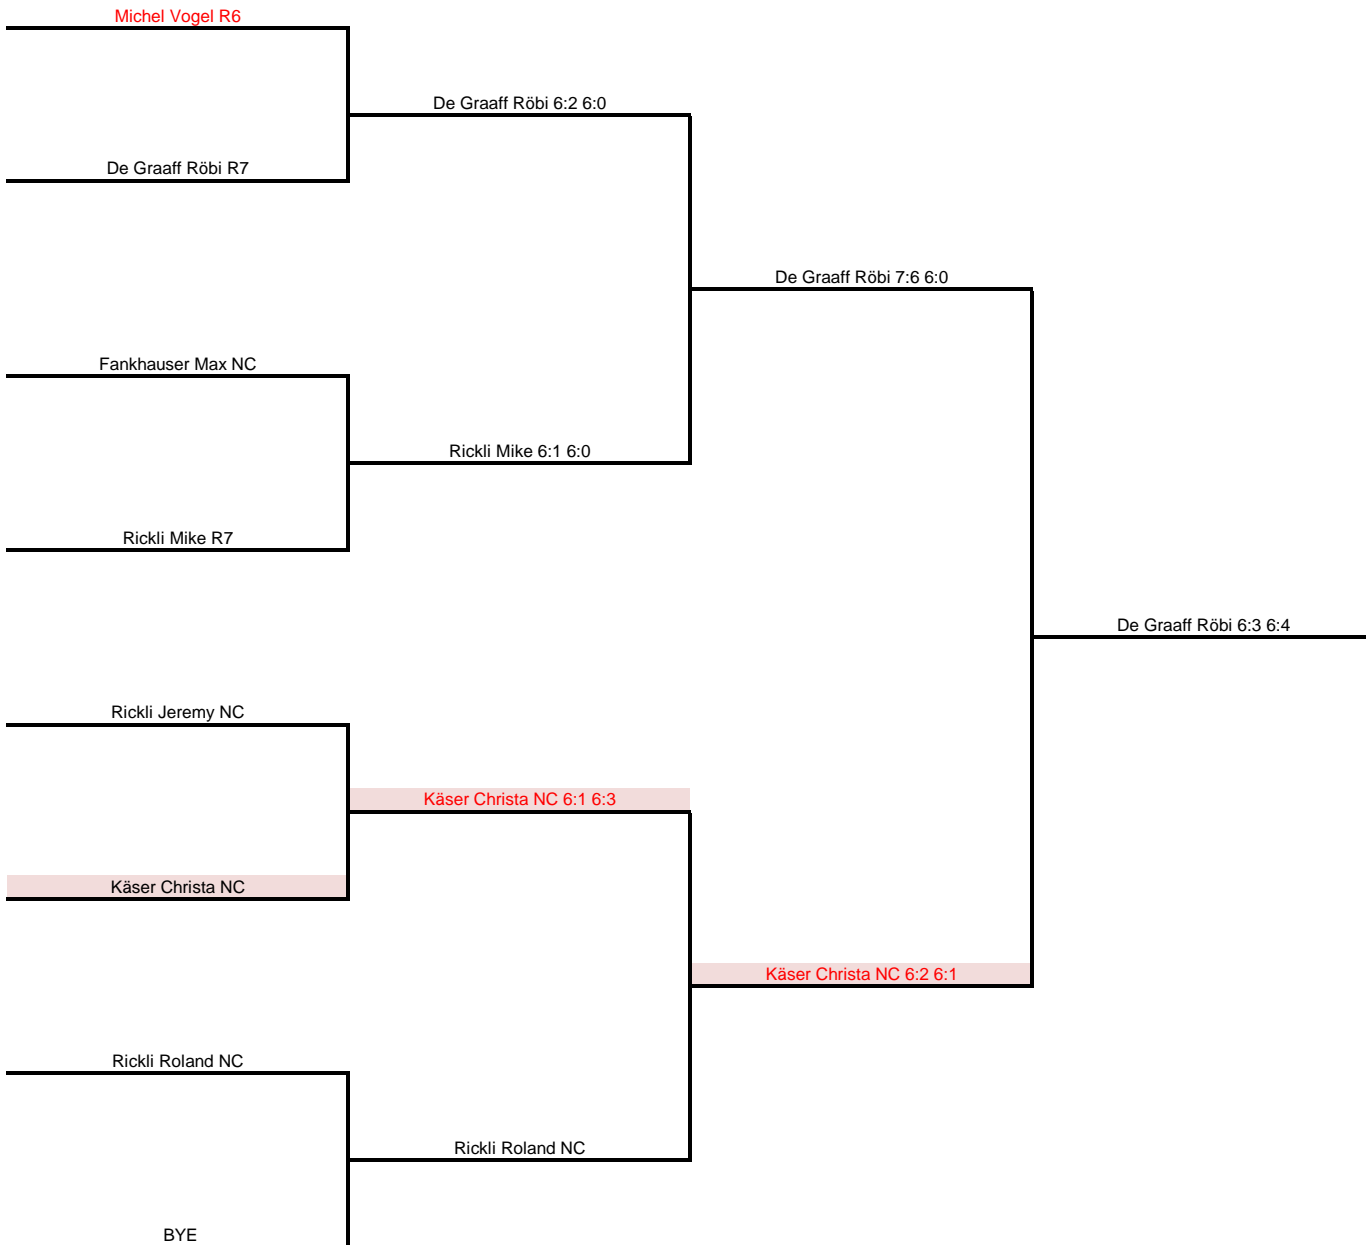 Michel Vogel R6
De Graaff Röbi 6:2 6:0
De Graaff Röbi R7
De Graaff Röbi 7:6 6:0
Fankhauser Max NC
Rickli Mike 6:1 6:0
Rickli Mike R7
De Graaff Röbi 6:3 6:4
Rickli Jeremy NC
Käser Christa NC 6:1 6:3
Käser Christa NC
Käser Christa NC 6:2 6:1
Rickli Roland NC
Rickli Roland NC
BYE